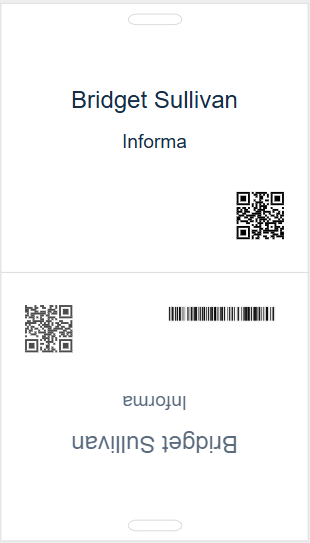 Bridget Sullivan
Informa
Informa
Bridget Sullivan